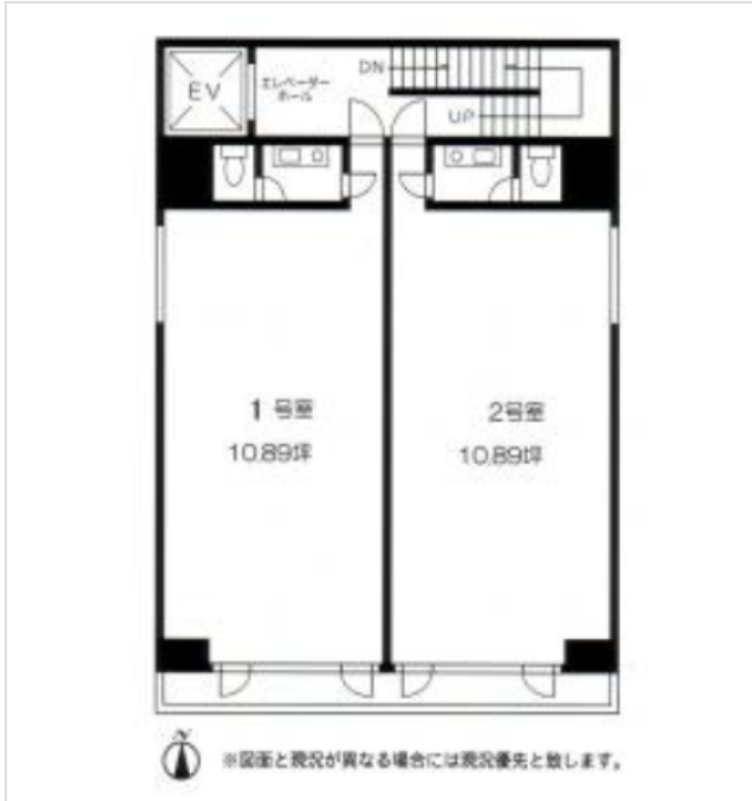 EV
エレベーター
ホール
DN
UP
1 号室
10.89坪
2号室
10.89坪
N
※図面と現況が異なる場合には現況優先と致します。